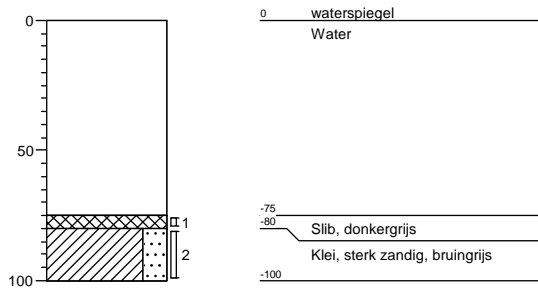 0
50
100
1
2
0 waterspiegel
Water
-75
-80 Slib, donkergrijs
Klei, sterk zandig, bruingrijs
-100